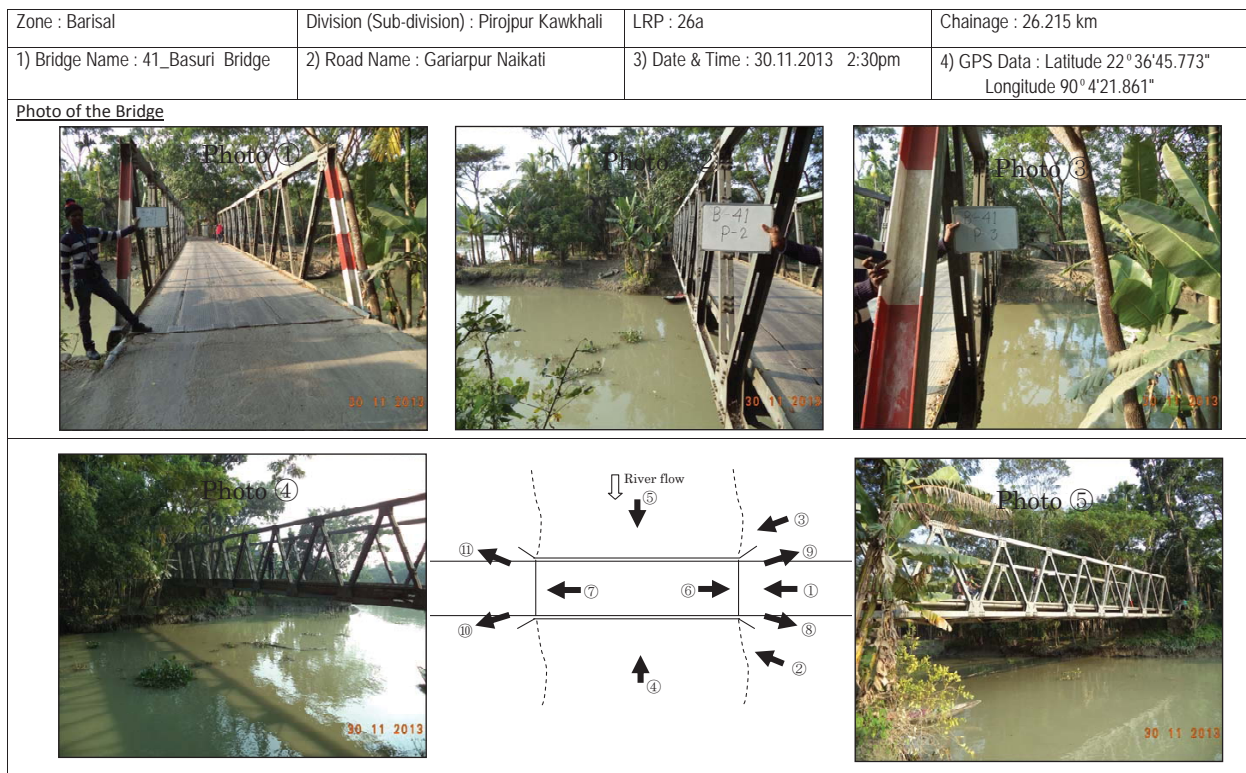 Zone : Barisal
Division (Sub-division) : Pirojpur Kawkhali
LRP : 26a
Chainage : 26.215 km
1) Bridge Name : 41_Basuri Bridge
2) Road Name : Gariarpur Naikati
3) Date & Time : 30.11.2013 2:30pm
4) GPS Data : Latitude 22°36'45.773"
Longitude 90°4'21.861"
Photo of the Bridge
Photo ①
B-41
30 11 2013
Photo 2
B-41
P-2
30 11 2013
Photo ③
B-41
P-3
30 11 2013
Photo ④
30 11 2013
River flow
⑤
③
⑪
⑨
⑦
⑥
①
⑩
⑧
②
④
Photo ⑤
30 11 2013